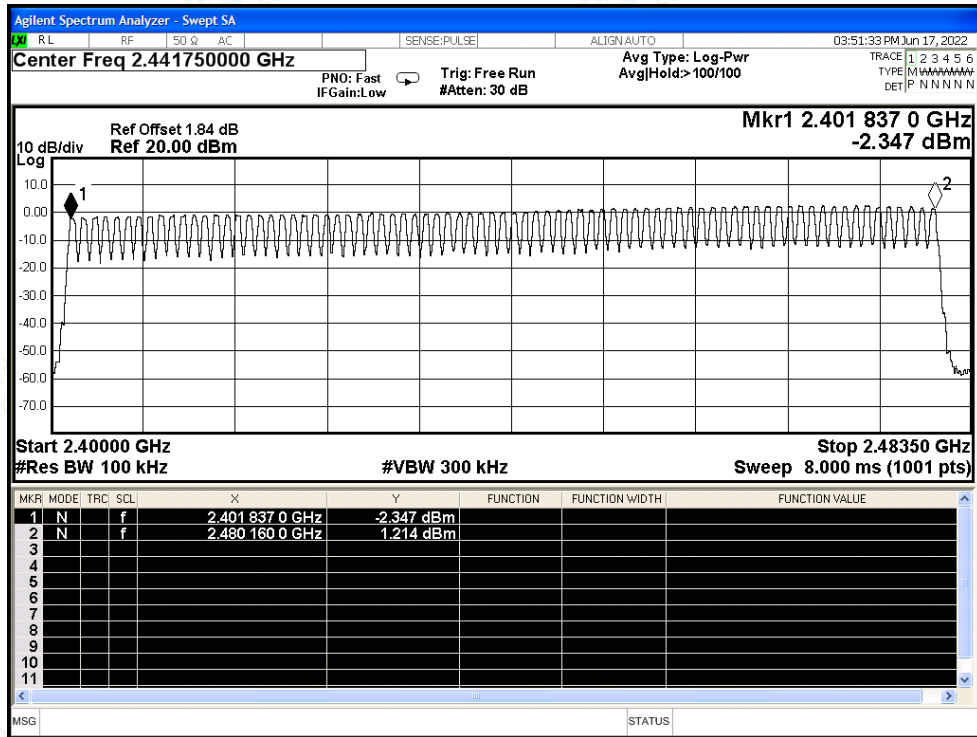 Agilent Spectrum Analyzer - Swept SA
LXI RL RF 50 Ω AC SENSE:PULSE ALIGN AUTO 03:51:33 PM Jun 17, 2022
Center Freq 2.441750000 GHz
PNO: Fast
IFGain:Low
Trig: Free Run
#Atten: 30 dB
Avg Type: Log-Pwr
Avg|Hold:>100/100
TRACE 1 2 3 4 5 6
TYPE M
DET P N N N N N
Ref Offset 1.84 dB
10 dB/div Ref 20.00 dBm
Log
Mkr1 2.401 837 0 GHz
-2.347 dBm
1
2
10.0
0.00
-10.0
-20.0
-30.0
-40.0
-50.0
-60.0
-70.0
Start 2.40000 GHz Stop 2.48350 GHz
#Res BW 100 kHz #VBW 300 kHz Sweep 8.000 ms (1001 pts)
MKR MODE TRC SCL X Y FUNCTION FUNCTION WIDTH FUNCTION VALUE
1 N f 2.401 837 0 GHz -2.347 dBm
2 N f 2.480 160 0 GHz 1.214 dBm
3
4
5
6
7
8
9
10
11
MSG STATUS